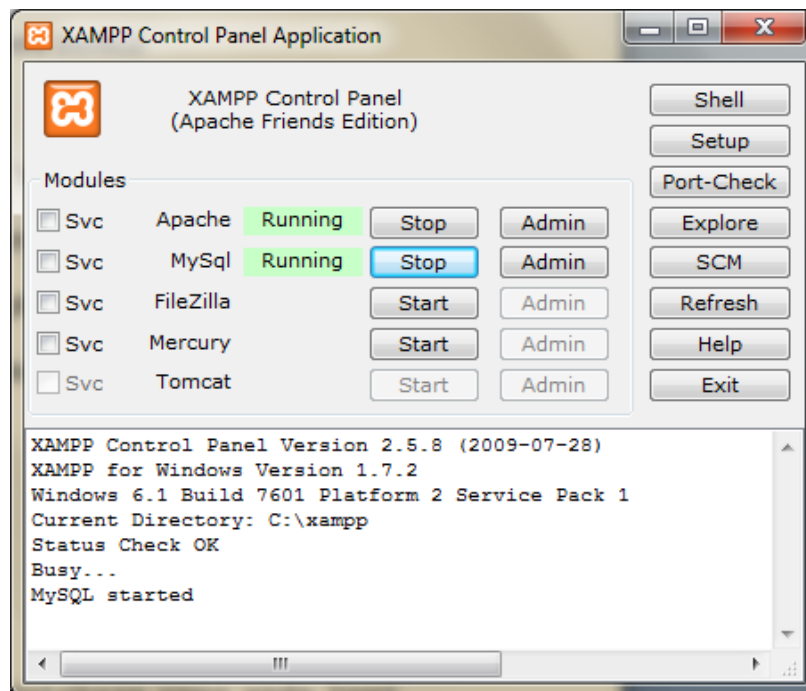 XAMPP Control Panel Application
XAMPP Control Panel
(Apache Friends Edition)
Shell
Setup
Modules
Port-Check
Svc Apache Running Stop Admin Explore
Svc MySql Running Stop Admin SCM
Svc FileZilla Start Admin Refresh
Svc Mercury Start Admin Help
Svc Tomcat Start Admin Exit
XAMPP Control Panel Version 2.5.8 (2009-07-28)
XAMPP for Windows Version 1.7.2
Windows 6.1 Build 7601 Platform 2 Service Pack 1
Current Directory: C:\xampp
Status Check OK
Busy...
MySQL started